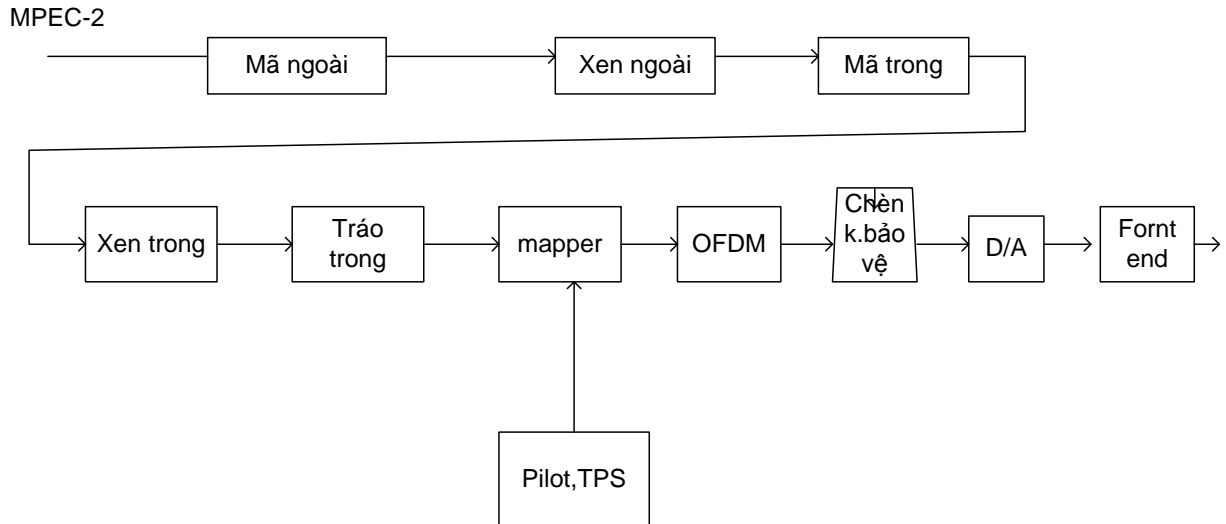 MPEC-2
Mã ngoài
Xen ngoài
Mã trong
Xen trong
Tráo
trong
mapper
OFDM
Chèn
k.bảo
vệ
D/A
Fornt
end
Pilot,TPS